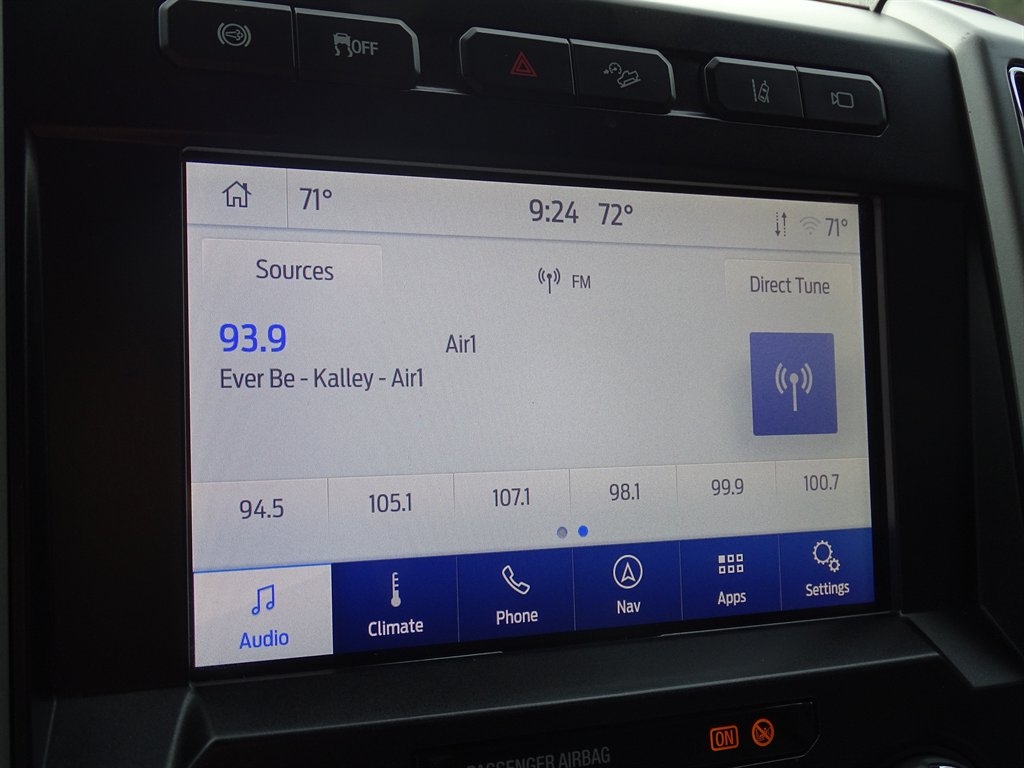 OFF
71° 9:24 72° 71°
Sources FM Direct Tune
93.9 Air1
Ever Be - Kalley - Air1
94.5 105.1 107.1 98.1 99.9 100.7
Audio Climate Phone Nav Apps Settings
ON
PASSENGER AIRBAG